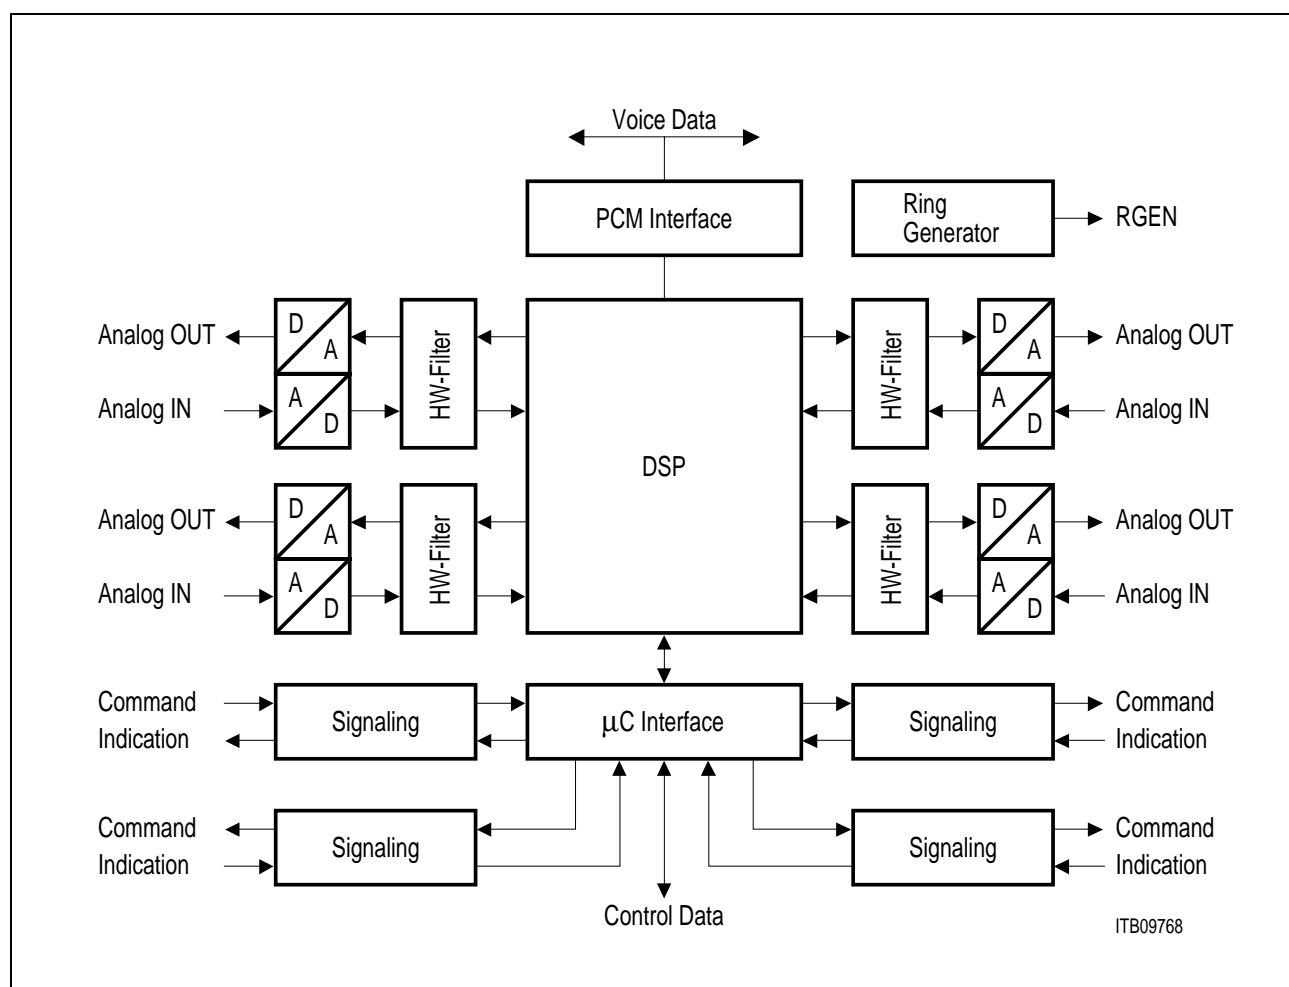 Voice Data
PCM Interface
Ring
Generator
RGEN
Analog OUT
D
A
HW-Filter
HW-Filter
D
A
Analog OUT
Analog IN
A
D
A
D
Analog IN
DSP
Analog OUT
D
A
HW-Filter
HW-Filter
D
A
Analog OUT
Analog IN
A
D
A
D
Analog IN
Command
Indication
Signaling
µC Interface
Signaling
Command
Indication
Command
Indication
Signaling
Signaling
Command
Indication
Control Data
ITB09768